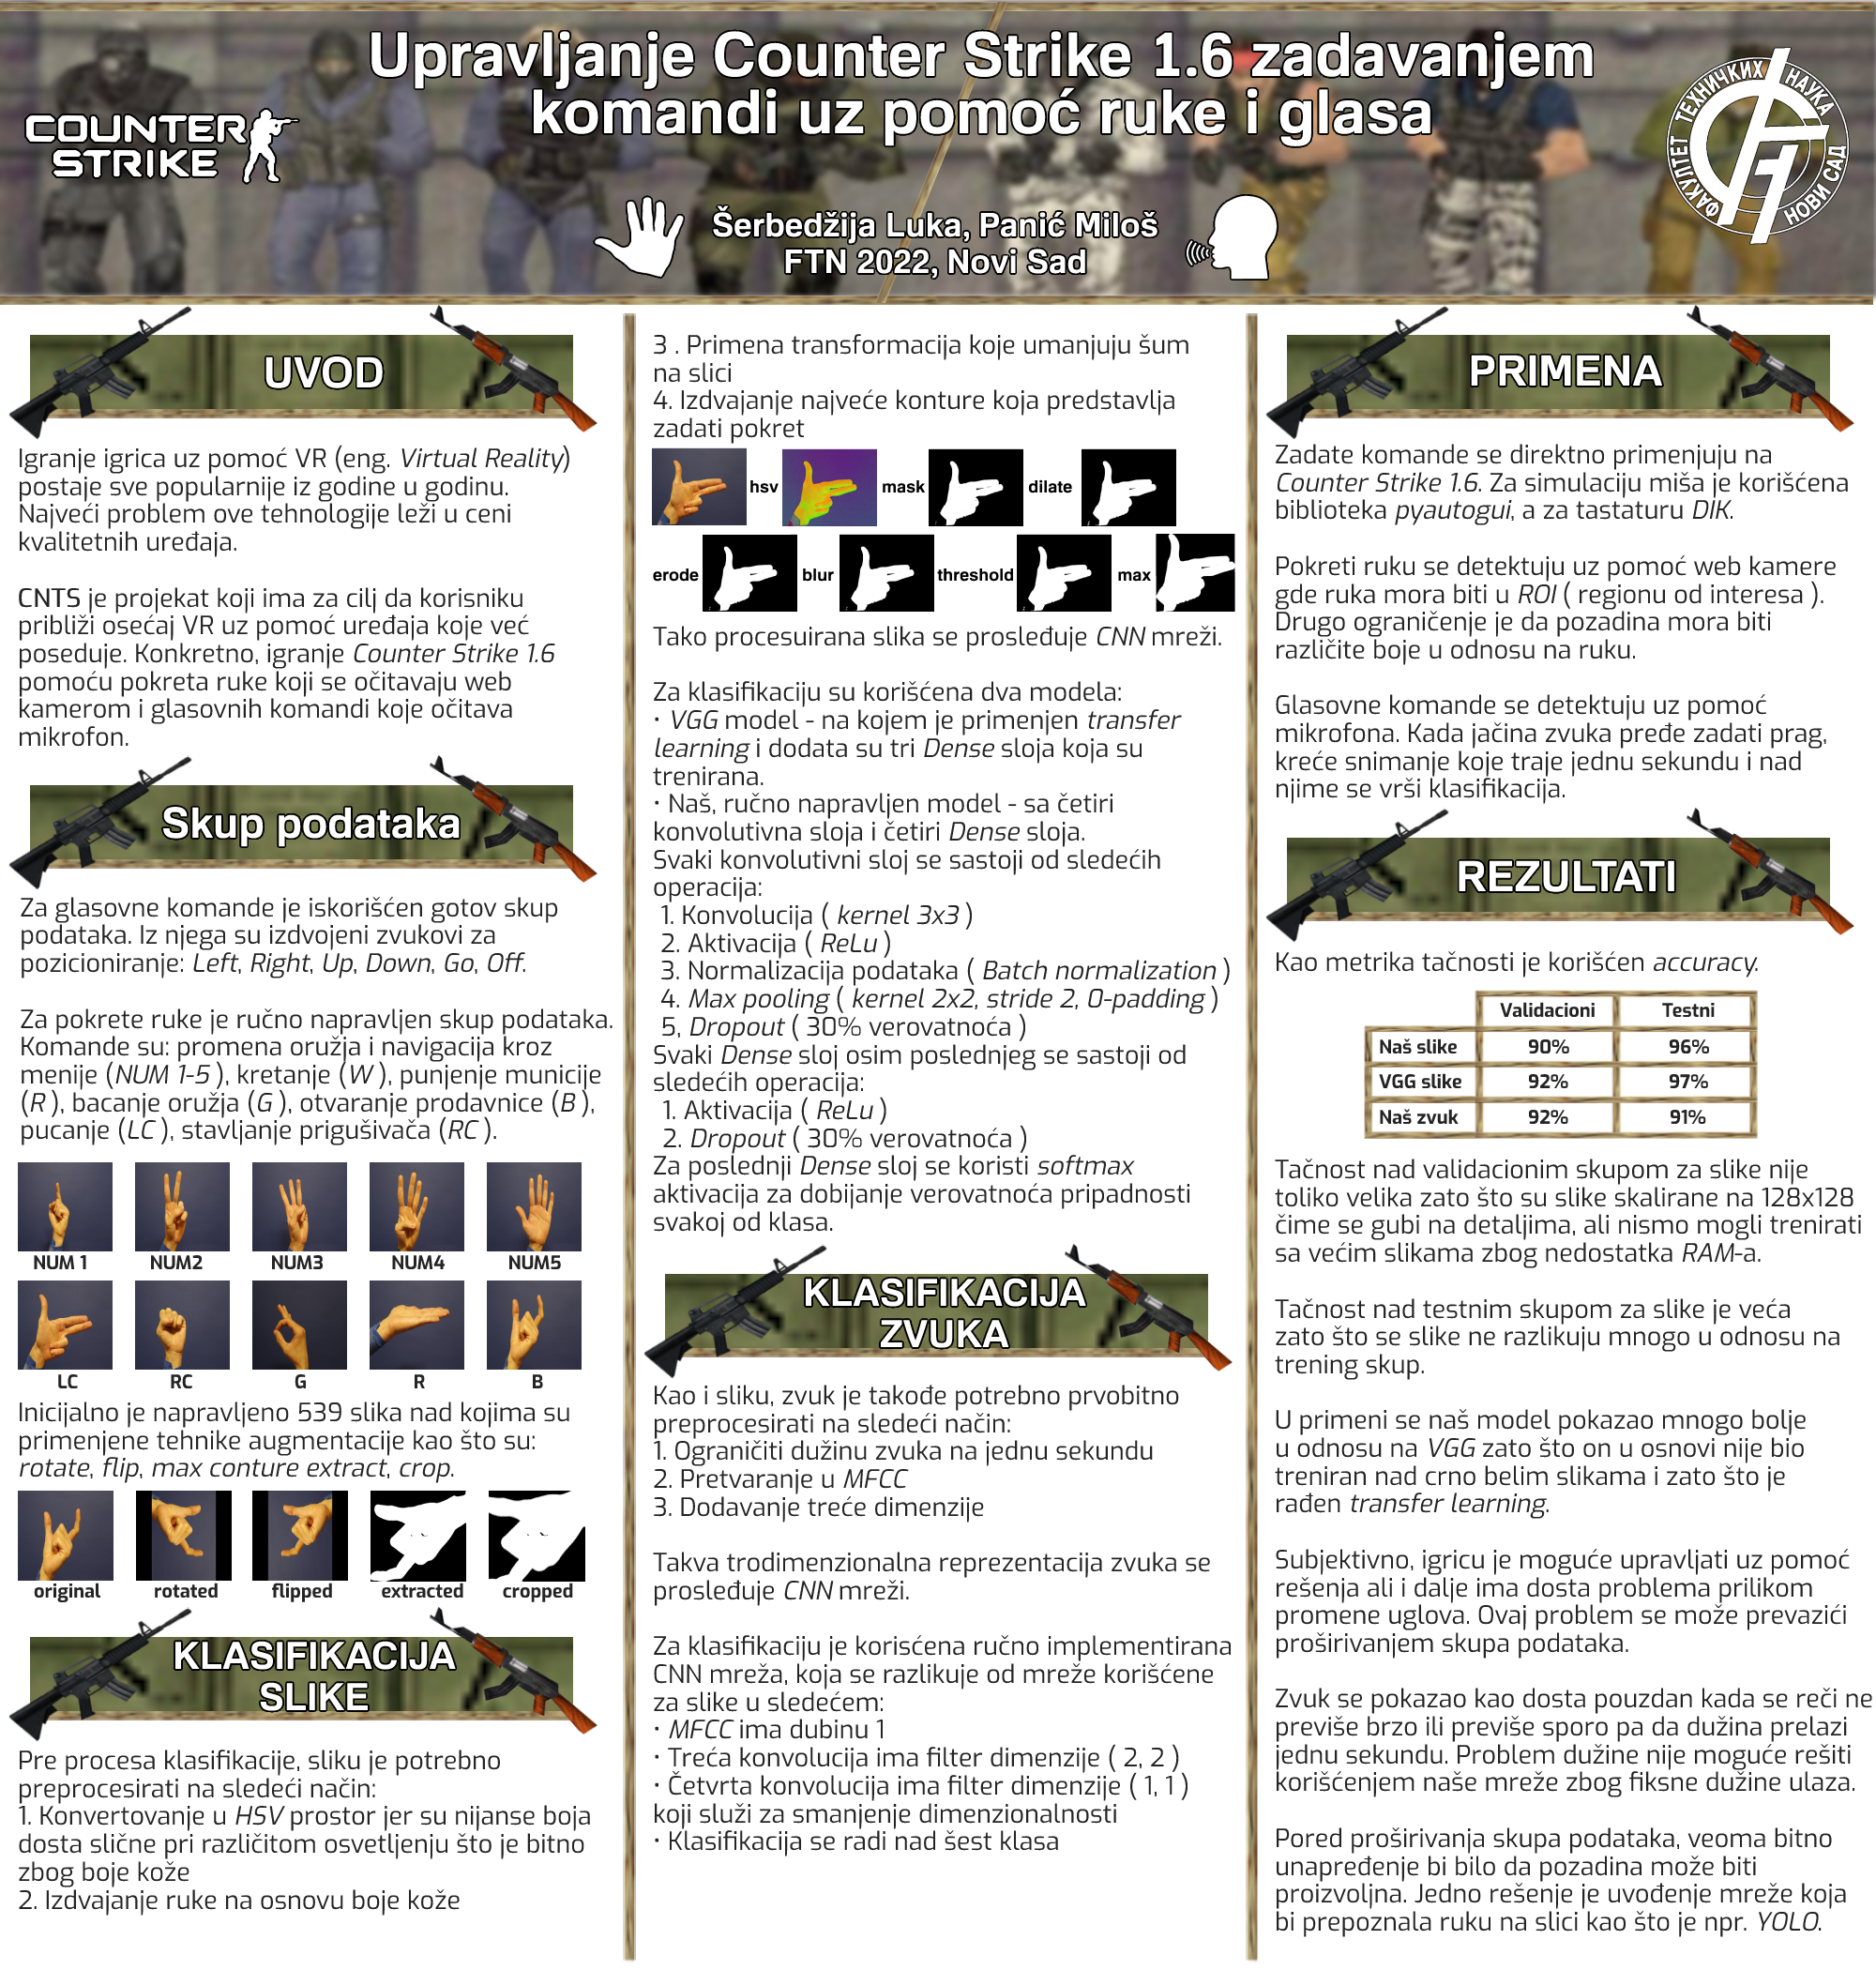 Upravljanje Counter Strike 1.6 zadavanjem
komandi uz pomoć ruke i glasa
COUNTER
STRIKE
ФАКУЛТЕТ ТЕХНИЧКИХ НАУКА
НОВИ САД
Šerbedžija Luka, Panić Miloš
FTN 2022, Novi Sad
UVOD
Igranje igrica uz pomoć VR (eng. Virtual Reality)
postaje sve popularnije iz godine u godinu.
Najveći problem ove tehnologije leži u ceni
kvalitetnih uređaja.
CNTS je projekat koji ima za cilj da korisniku
približi osećaj VR uz pomoć uređaja koje već
poseduje. Konkretno, igranje Counter Strike 1.6
pomoću pokreta ruke koji se očitavaju web
kamerom i glasovnih komandi koje očitava
mikrofon.
Skup podataka
Za glasovne komande je iskorišćen gotov skup
podataka. Iz njega su izdvojeni zvukovi za
pozicioniranje: Left, Right, Up, Down, Go, Off.
Za pokrete ruke je ručno napravljen skup podataka.
Komande su: promena oružja i navigacija kroz
menije (NUM 1-5 ), kretanje (W ), punjenje municije
(R ), bacanje oružja (G ), otvaranje prodavnice (B ),
pucanje (LC ), stavljanje prigušivača (RC ).
NUM 1 NUM2 NUM3 NUM4 NUM5
LC RC G R B
Inicijalno je napravljeno 539 slika nad kojima su
primenjene tehnike augmentacije kao što su:
rotate, flip, max conture extract, crop.
original rotated flipped extracted cropped
KLASIFIKACIJA
SLIKE
Pre procesa klasifikacije, sliku je potrebno
preprocesirati na sledeći način:
1. Konvertovanje u HSV prostor jer su nijanse boja
dosta slične pri različitom osvetljenju što je bitno
zbog boje kože
2. Izdvajanje ruke na osnovu boje kože
3 . Primena transformacija koje umanjuju šum
na slici
4. Izdvajanje najveće konture koja predstavlja
zadati pokret
hsv mask dilate
erode blur threshold max
Tako procesuirana slika se prosleđuje CNN mreži.
Za klasifikaciju su korišćena dva modela:
· VGG model - na kojem je primenjen transfer
learning i dodata su tri Dense sloja koja su
trenirana.
· Naš, ručno napravljen model - sa četiri
konvolutivna sloja i četiri Dense sloja.
Svaki konvolutivni sloj se sastoji od sledećih
operacija:
1. Konvolucija ( kernel 3x3 )
2. Aktivacija ( ReLu )
3. Normalizacija podataka ( Batch normalization )
4. Max pooling ( kernel 2x2, stride 2, 0-padding )
5, Dropout ( 30% verovatnoća )
Svaki Dense sloj osim poslednjeg se sastoji od
sledećih operacija:
1. Aktivacija ( ReLu )
2. Dropout ( 30% verovatnoća )
Za poslednji Dense sloj se koristi softmax
aktivacija za dobijanje verovatnoća pripadnosti
svakoj od klasa.
KLASIFIKACIJA
ZVUKA
Kao i sliku, zvuk je takođe potrebno prvobitno
preprocesirati na sledeći način:
1. Ograničiti dužinu zvuka na jednu sekundu
2. Pretvaranje u MFCC
3. Dodavanje treće dimenzije
Takva trodimenzionalna reprezentacija zvuka se
prosleđuje CNN mreži.
Za klasifikaciju je korisćena ručno implementirana
CNN mreža, koja se razlikuje od mreže korišćene
za slike u sledećem:
· MFCC ima dubinu 1
· Treća konvolucija ima filter dimenzije ( 2, 2 )
· Četvrta konvolucija ima filter dimenzije ( 1, 1 )
koji služi za smanjenje dimenzionalnosti
· Klasifikacija se radi nad šest klasa
PRIMENA
Zadate komande se direktno primenjuju na
Counter Strike 1.6. Za simulaciju miša je korišćena
biblioteka pyautogui, a za tastaturu DIK.
Pokreti ruku se detektuju uz pomoć web kamere
gde ruka mora biti u ROI ( regionu od interesa ).
Drugo ograničenje je da pozadina mora biti
različite boje u odnosu na ruku.
Glasovne komande se detektuju uz pomoć
mikrofona. Kada jačina zvuka pređe zadati prag,
kreće snimanje koje traje jednu sekundu i nad
njime se vrši klasifikacija.
REZULTATI
Kao metrika tačnosti je korišćen accuracy.
Validacioni Testni
Naš slike 90% 96%
VGG slike 92% 97%
Naš zvuk 92% 91%
Tačnost nad validacionim skupom za slike nije
toliko velika zato što su slike skalirane na 128x128
čime se gubi na detaljima, ali nismo mogli trenirati
sa većim slikama zbog nedostatka RAM-a.
Tačnost nad testnim skupom za slike je veća
zato što se slike ne razlikuju mnogo u odnosu na
trening skup.
U primeni se naš model pokazao mnogo bolje
u odnosu na VGG zato što on u osnovi nije bio
treniran nad crno belim slikama i zato što je
rađen transfer learning.
Subjektivno, igricu je moguće upravljati uz pomoć
rešenja ali i dalje ima dosta problema prilikom
promene uglova. Ovaj problem se može prevazići
proširivanjem skupa podataka.
Zvuk se pokazao kao dosta pouzdan kada se reči ne
previše brzo ili previše sporo pa da dužina prelazi
jednu sekundu. Problem dužine nije moguće rešiti
korišćenjem naše mreže zbog fiksne dužine ulaza.
Pored proširivanja skupa podataka, veoma bitno
unapređenje bi bilo da pozadina može biti
proizvoljna. Jedno rešenje je uvođenje mreže koja
bi prepoznala ruku na slici kao što je npr. YOLO.